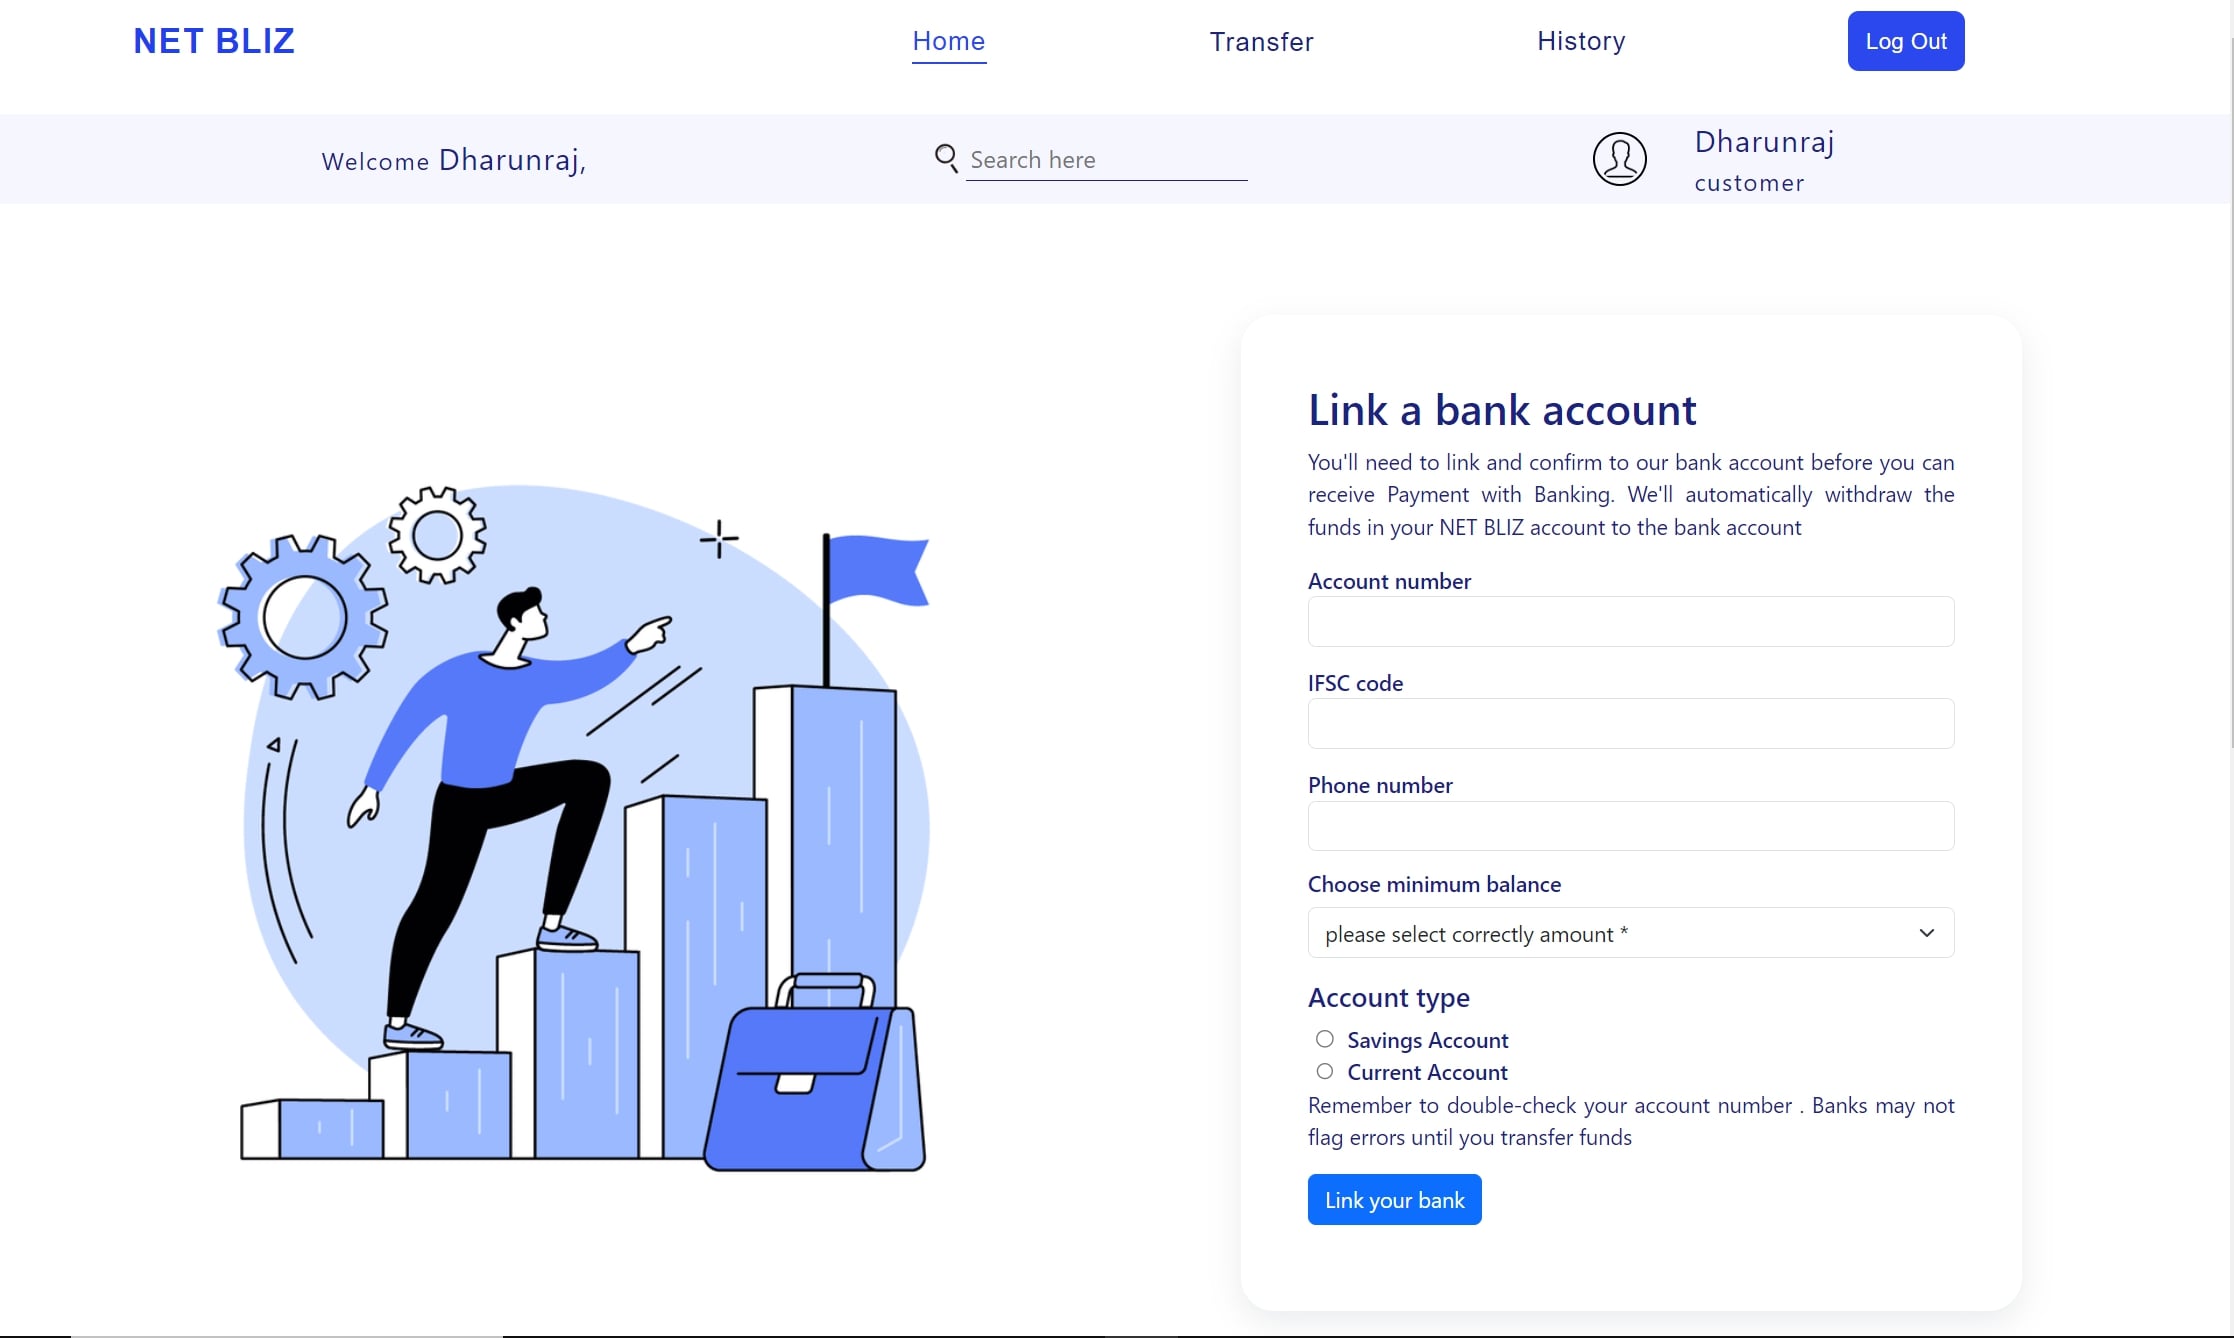 NET BLIZ
Home
Transfer
History
Log Out
Welcome Dharunraj,
Search here
Dharunraj
customer
Link a bank account
You'll need to link and confirm to our bank account before you can
receive Payment with Banking. We'll automatically withdraw the
funds in your NET BLIZ account to the bank account
Account number
IFSC code
Phone number
Choose minimum balance
please select correctly amount *
Account type
Savings Account
Current Account
Remember to double-check your account number . Banks may not
flag errors until you transfer funds
Link your bank